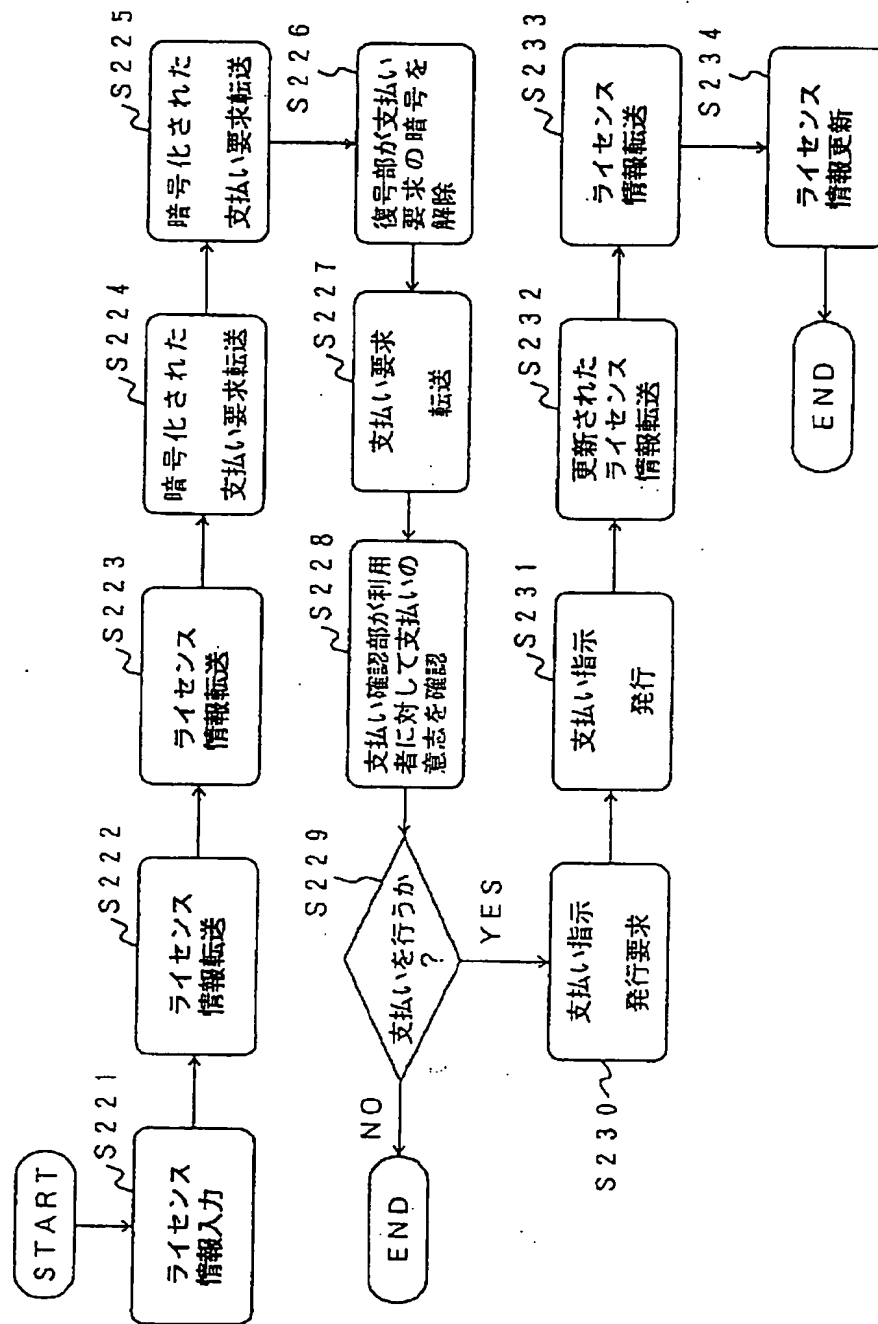 START
S221
ライセンス
情報入力
S222
ライセンス
情報転送
S223
ライセンス
情報転送
S224
暗号化された
支払い要求転送
S225
暗号化された
支払い要求転送
S226
復号部が支払い
要求の暗号を
解除
S227
支払い要求
転送
S228
支払い確認部が利用
者に対して支払いの
意志を確認
S229
支払いを行うか
?
NO
END
YES
S230
支払い指示
発行要求
S231
支払い指示
発行
S232
更新された
ライセンス
情報転送
S233
ライセンス
情報転送
S234
ライセンス
情報更新
END